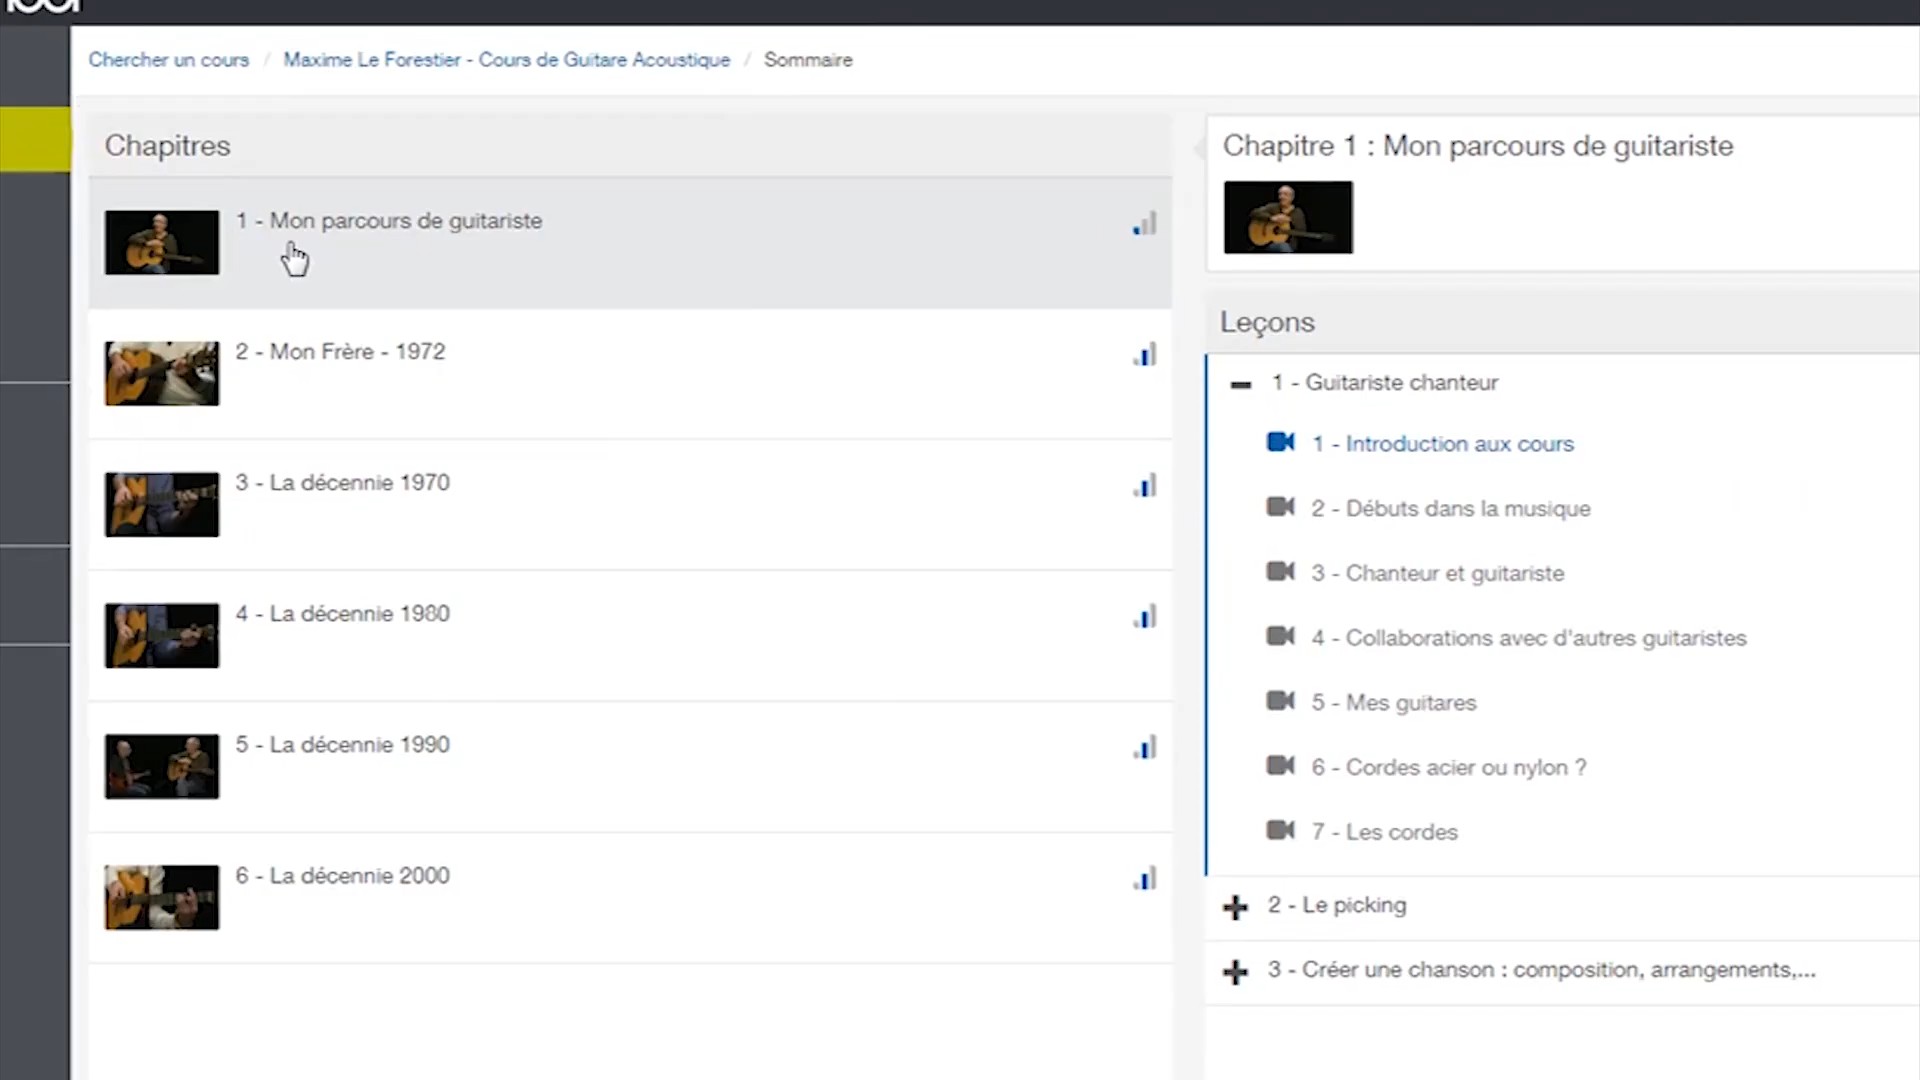 Chercher un cours / Maxime Le Forestier - Cours de Guitare Acoustique / Sommaire
Chapitres
1 - Mon parcours de guitariste
2 - Mon Frère - 1972
3 - La décennie 1970
4 - La décennie 1980
5 - La décennie 1990
6 - La décennie 2000
Chapitre 1 : Mon parcours de guitariste
Leçons
1 - Guitariste chanteur
1 - Introduction aux cours
2 - Débuts dans la musique
3 - Chanteur et guitariste
4 - Collaborations avec d'autres guitaristes
5 - Mes guitares
6 - Cordes acier ou nylon ?
7 - Les cordes
2 - Le picking
3 - Créer une chanson : composition, arrangements,...